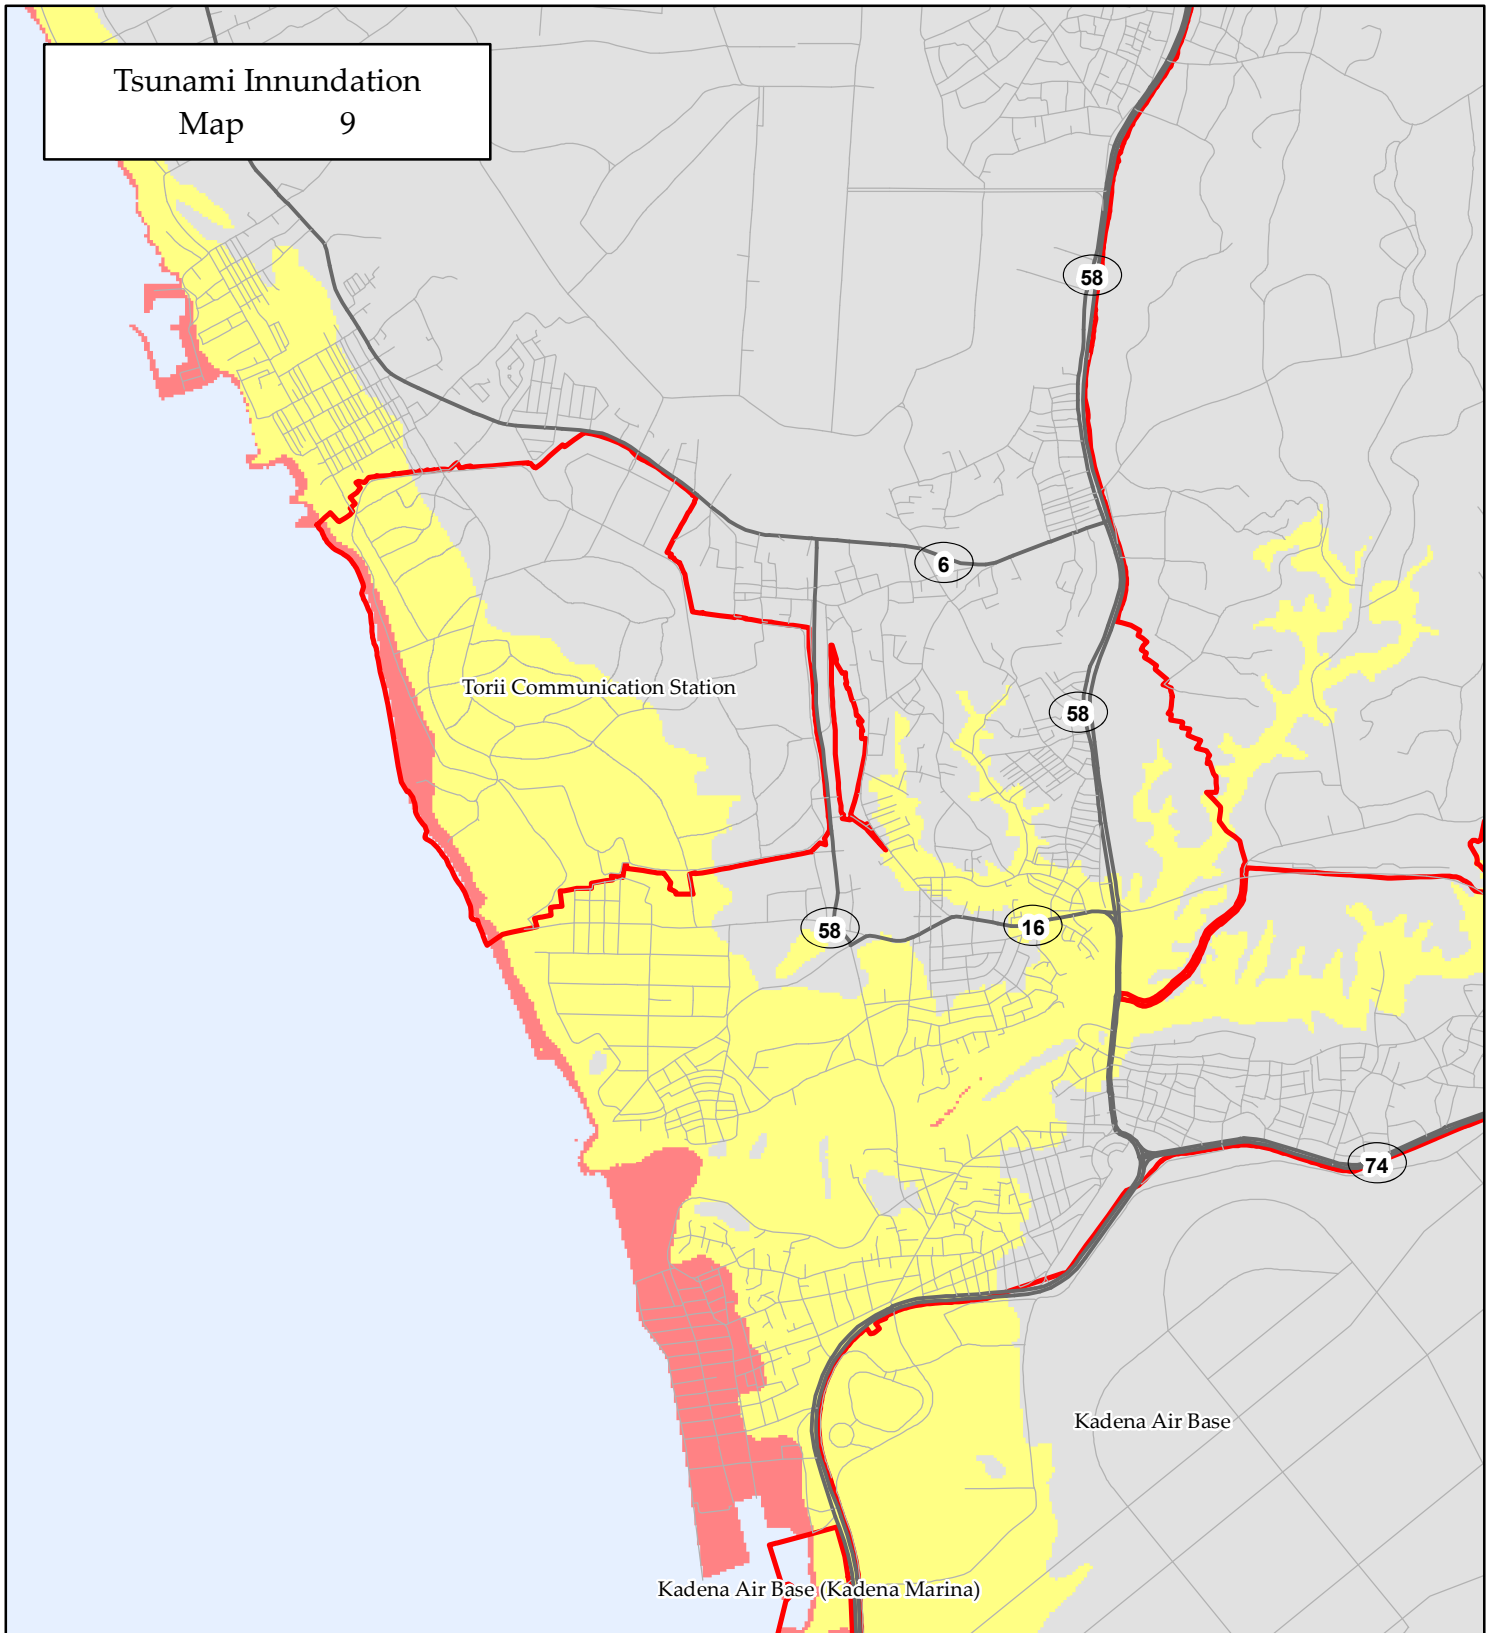 Tsunami Innundation
Map 9
58
6
Torii Communication Station
58
58
16
74
Kadena Air Base
Kadena Air Base (Kadena Marina)